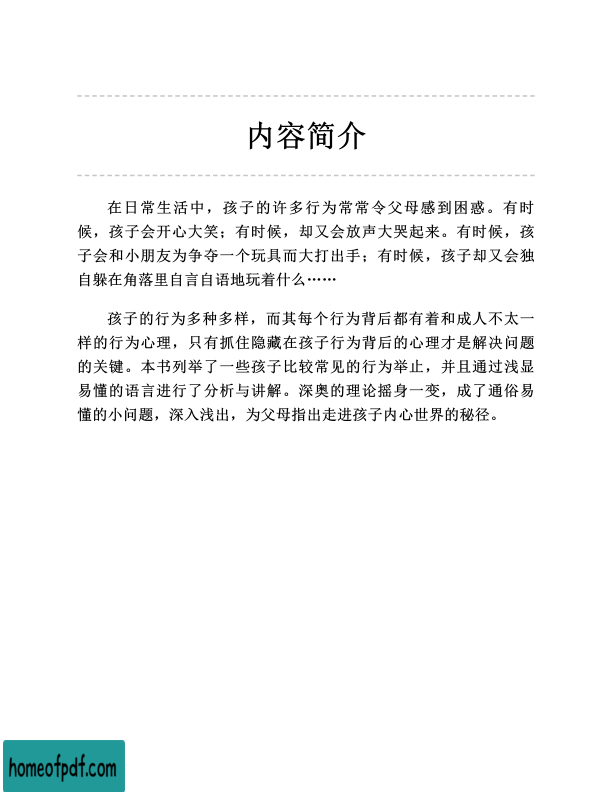 内容简介
在日常生活中，孩子的许多行为常常令父母感到困惑。有时
候，孩子会开心大笑；有时候，却又会放声大哭起来。有时候，孩
子会和小朋友为争夺一个玩具而大打出手；有时候，孩子却又会独
自躲在角落里自言自语地玩着什么……
孩子的行为多种多样，而其每个行为背后都有着和成人不太一
样的行为心理，只有抓住隐藏在孩子行为背后的心理才是解决问题
的关键。本书列举了一些孩子比较常见的行为举止，并且通过浅显
易懂的语言进行了分析与讲解。深奥的理论摇身一变，成了通俗易
懂的小问题，深入浅出，为父母指出走进孩子内心世界的秘径。
homeofpdf.com